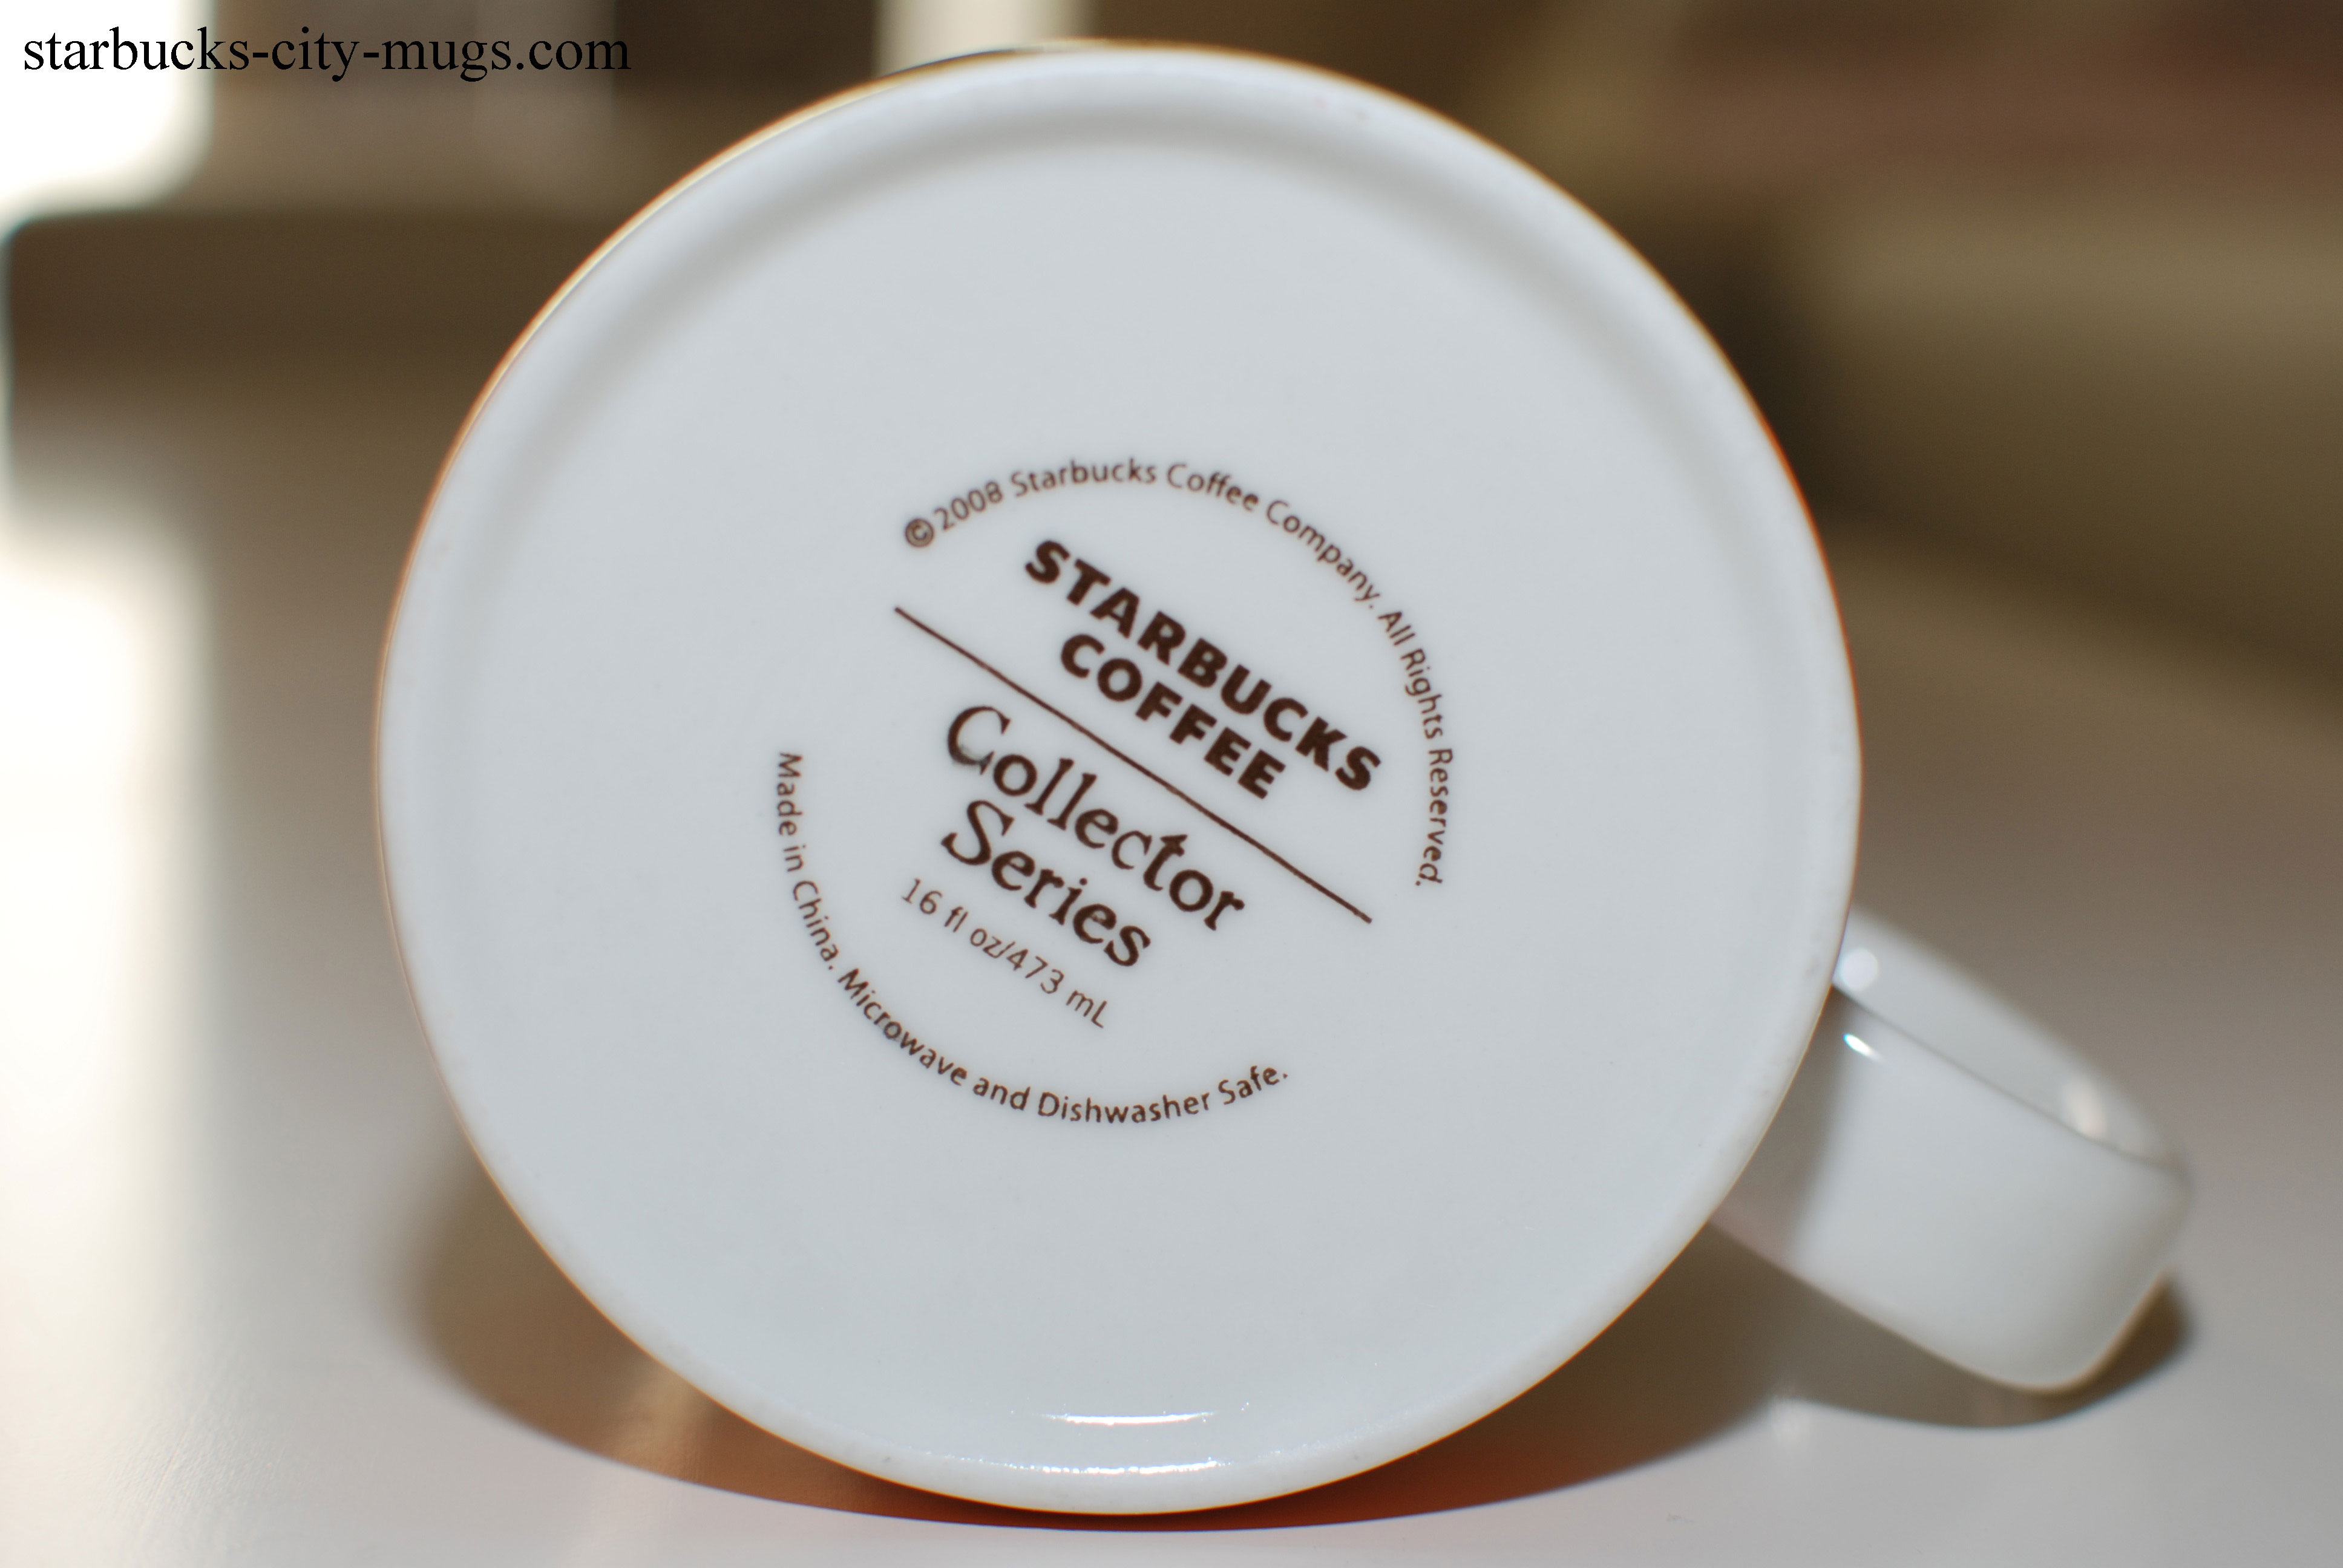 starbucks-city-mugs.com
©2008 Starbucks Coffee Company. All Rights Reserved.
STARBUCKS
COFFEE
Collector
Series
16 fl oz/473 mL
Made in China. Microwave and Dishwasher Safe.